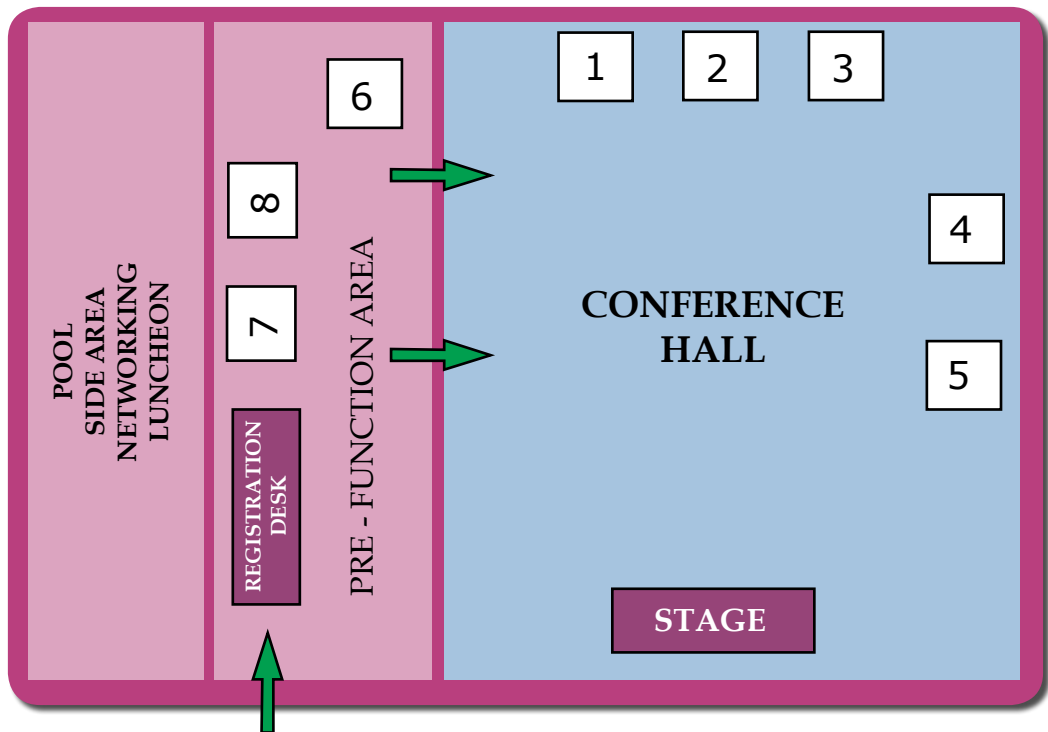 POOL
SIDE AREA
NETWORKING
LUNCHEON
6
8
7
REGISTRATION
DESK
PRE - FUNCTION AREA
1
2
3
4
5
CONFERENCE
HALL
STAGE